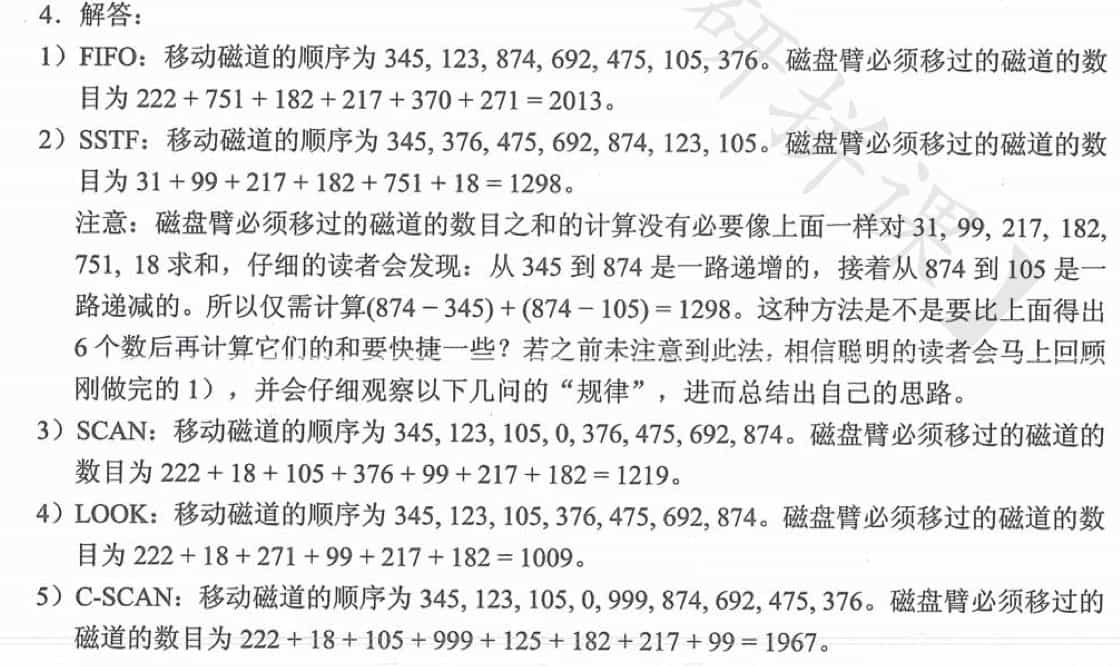 4．解答：
1）FIFO：移动磁道的顺序为 345, 123, 874, 692, 475, 105, 376。磁盘臂必须移过的磁道的数
目为 222 + 751 + 182 + 217 + 370 + 271 = 2013。
2）SSTF：移动磁道的顺序为 345, 376, 475, 692, 874, 123, 105。磁盘臂必须移过的磁道的数
目为 31 + 99 + 217 + 182 + 751 + 18 = 1298。
注意：磁盘臂必须移过的磁道的数目之和的计算没有必要像上面一样对 31, 99, 217, 182,
751, 18 求和，仔细的读者会发现：从 345 到 874 是一路递增的，接着从 874 到 105 是一
路递减的。所以仅需计算(874 − 345) + (874 − 105) = 1298。这种方法是不是要比上面得出
6 个数后再计算它们的和要快捷一些？若之前未注意到此法，相信聪明的读者会马上回顾
刚做完的 1），并会仔细观察以下几问的“规律”，进而总结出自己的思路。
3）SCAN：移动磁道的顺序为 345, 123, 105, 0, 376, 475, 692, 874。磁盘臂必须移过的磁道的
数目为 222 + 18 + 105 + 376 + 99 + 217 + 182 = 1219。
4）LOOK：移动磁道的顺序为 345, 123, 105, 376, 475, 692, 874。磁盘臂必须移过的磁道的数
目为 222 + 18 + 271 + 99 + 217 + 182 = 1009。
5）C-SCAN：移动磁道的顺序为 345, 123, 105, 0, 999, 874, 692, 475, 376。磁盘臂必须移过的
磁道的数目为 222 + 18 + 105 + 999 + 125 + 182 + 217 + 99 = 1967。
研拼课】